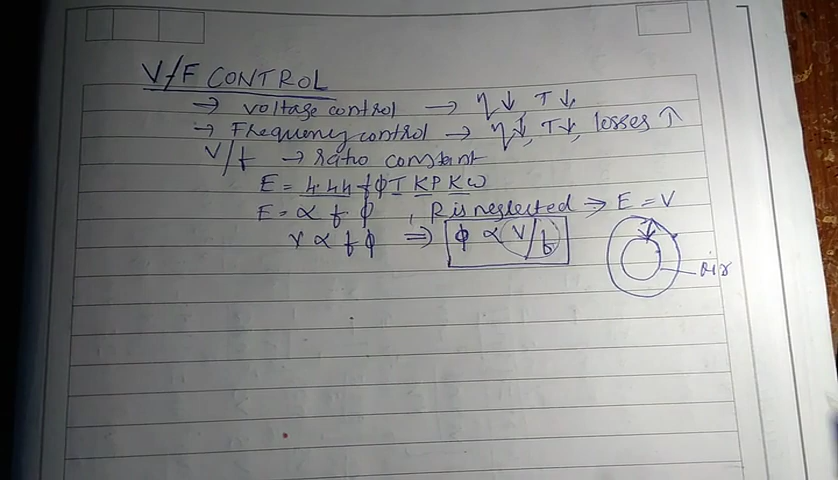 V/F CONTROL
→ voltage control → η↓ T↓
→ Frequency control → η↓, T↓, losses ↑
V/f → ratio constant
E = 4.44 f ϕ T KP KW
E = ∝ f ϕ , R is neglected ⇒ E = V
V ∝ f ϕ ⇒ ϕ ∝ V/f
air